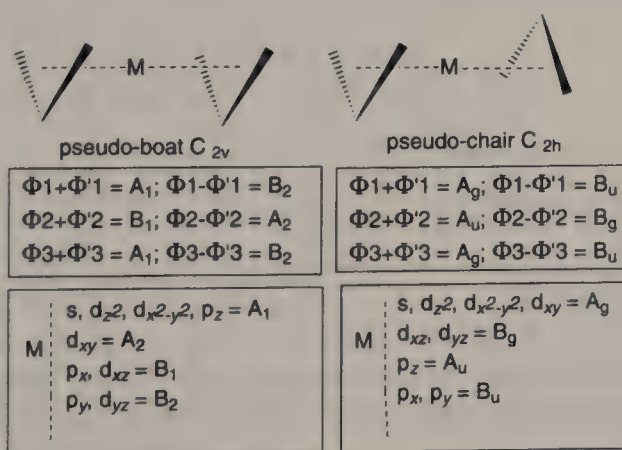 M
M
pseudo-boat C 2v
pseudo-chair C 2h
Φ1+Φ'1 = A1; Φ1-Φ'1 = B2
Φ2+Φ'2 = B1; Φ2-Φ'2 = A2
Φ3+Φ'3 = A1; Φ3-Φ'3 = B2
Φ1+Φ'1 = Ag; Φ1-Φ'1 = Bu
Φ2+Φ'2 = Au; Φ2-Φ'2 = Bg
Φ3+Φ'3 = Ag; Φ3-Φ'3 = Bu
M
s, dz2, dx2-y2, pz = A1
dxy = A2
px, dxz = B1
py, dyz = B2
M
s, dz2, dx2-y2, dxy = Ag
dxz, dyz = Bg
pz = Au
px, py = Bu